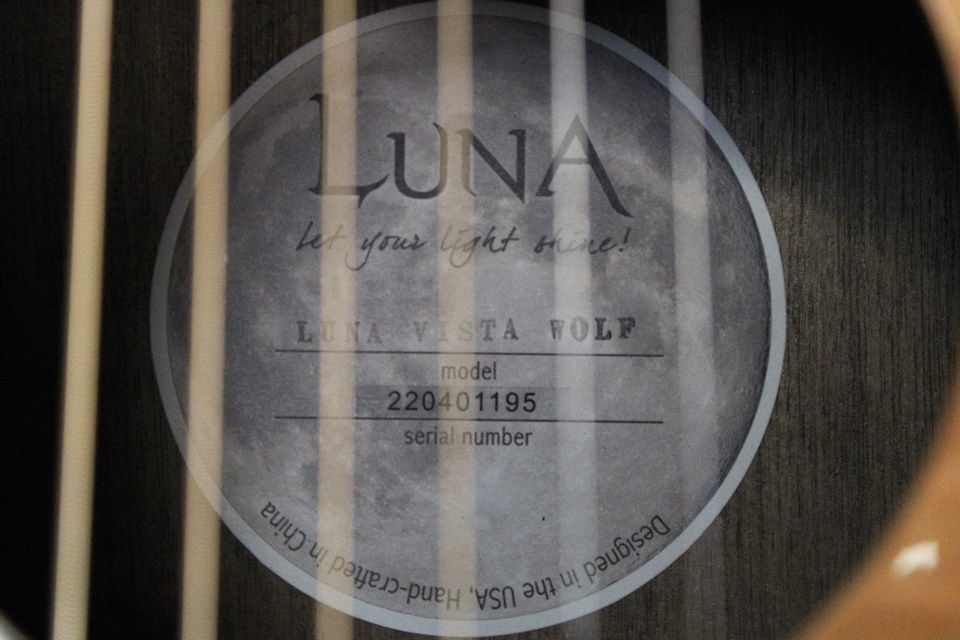 LUNA
let your light shine!
LUNA VISTA WOLF
model
220401195
serial number
Designed in the USA, Hand-crafted in China